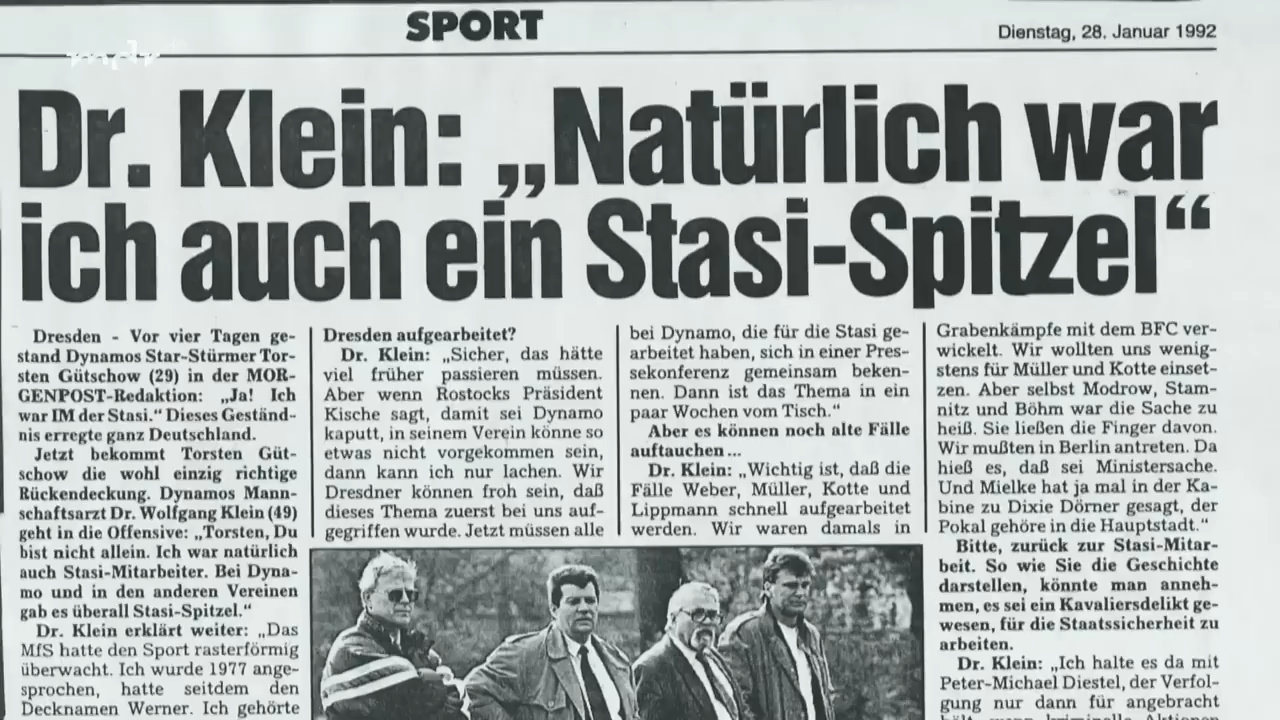 SPORT
Dienstag, 28. Januar 1992
mdr
Dr. Klein: „Natürlich war
ich auch ein Stasi-Spitzel“
Dresden - Vor vier Tagen ge-
stand Dynamos Star-Stürmer Tor-
sten Gütschow (29) in der MOR-
GENPOST-Redaktion: „Ja! Ich
war IM der Stasi.“ Dieses Geständ-
nis erregte ganz Deutschland.
Jetzt bekommt Torsten Güt-
schow die wohl einzig richtige
Rückendeckung. Dynamos Mann-
schaftsarzt Dr. Wolfgang Klein (49)
geht in die Offensive: „Torsten, Du
bist nicht allein. Ich war natürlich
auch Stasi-Mitarbeiter. Bei Dyna-
mo und in den anderen Vereinen
gab es überall Stasi-Spitzel.“
Dr. Klein erklärt weiter: „Das
MfS hatte den Sport rasterförmig
überwacht. Ich wurde 1977 ange-
sprochen, hatte seitdem den
Decknamen Werner. Ich gehörte
Dresden aufgearbeitet?
Dr. Klein: „Sicher, das hätte
viel früher passieren müssen.
Aber wenn Rostocks Präsident
Kische sagt, damit sei Dynamo
kaputt, in seinem Verein könne so
etwas nicht vorgekommen sein,
dann kann ich nur lachen. Wir
Dresdner können froh sein, daß
dieses Thema zuerst bei uns auf-
gegriffen wurde. Jetzt müssen alle
bei Dynamo, die für die Stasi ge-
arbeitet haben, sich in einer Pres-
sekonferenz gemeinsam beken-
nen. Dann ist das Thema in ein
paar Wochen vom Tisch.“
Aber es können noch alte Fälle
auftauchen ...
Dr. Klein: „Wichtig ist, daß die
Fälle Weber, Müller, Kotte und
Lippmann schnell aufgearbeitet
werden. Wir waren damals in
Grabenkämpfe mit dem BFC ver-
wickelt. Wir wollten uns wenig-
stens für Müller und Kotte einset-
zen. Aber selbst Modrow, Stam-
nitz und Böhm war die Sache zu
heiß. Sie ließen die Finger davon.
Wir mußten in Berlin antreten. Da
hieß es, daß sei Ministersache.
Und Mielke hat ja mal in der Ka-
bine zu Dixie Dörner gesagt, der
Pokal gehöre in die Hauptstadt.“
Bitte, zurück zur Stasi-Mitar-
beit. So wie Sie die Geschichte
darstellen, könnte man anneh-
men, es sei ein Kavaliersdelikt ge-
wesen, für die Staatssicherheit zu
arbeiten.
Dr. Klein: „Ich halte es da mit
Peter-Michael Diestel, der Verfol-
gung nur dann für angebracht